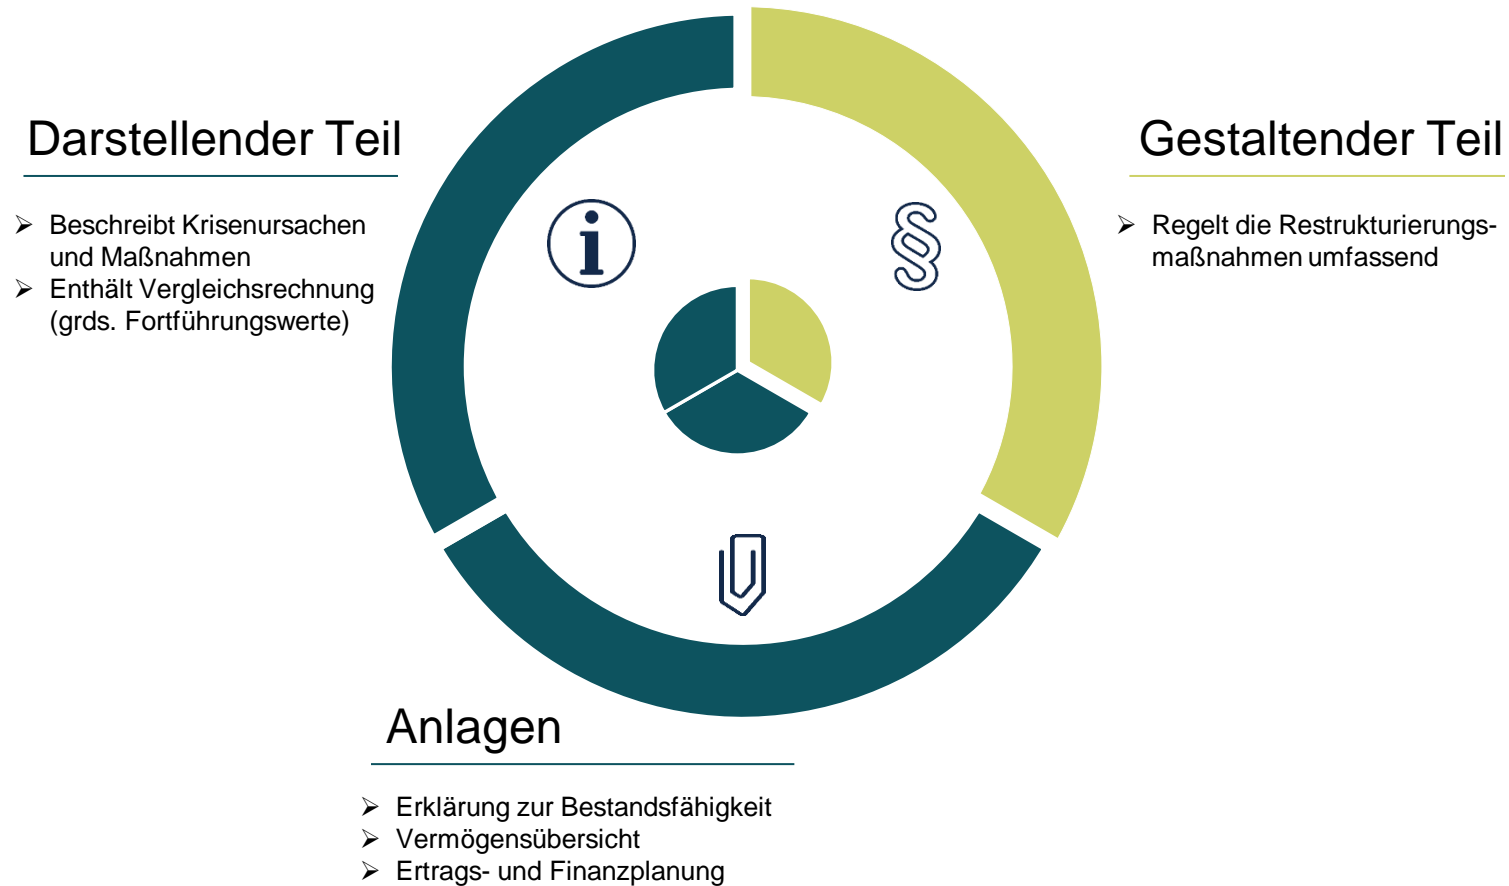 Darstellender Teil
➢ Beschreibt Krisenursachen
und Maßnahmen
➢ Enthält Vergleichsrechnung
(grds. Fortführungswerte)
Gestaltender Teil
➢ Regelt die Restrukturierungs-
maßnahmen umfassend
i
§
Anlagen
➢ Erklärung zur Bestandsfähigkeit
➢ Vermögensübersicht
➢ Ertrags- und Finanzplanung